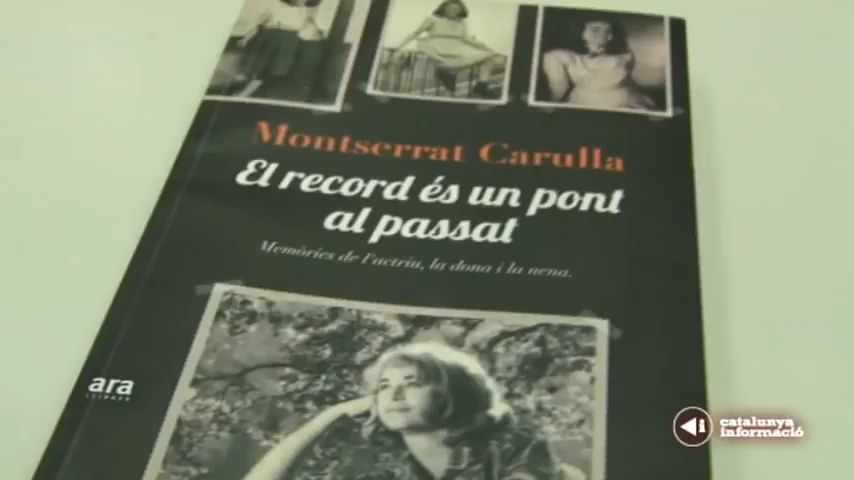 Montserrat Carulla
El record és un pont
al passat
Memòries de l'actriu, la dona i la nena.
ara
LLIBRES
catalunya
informació